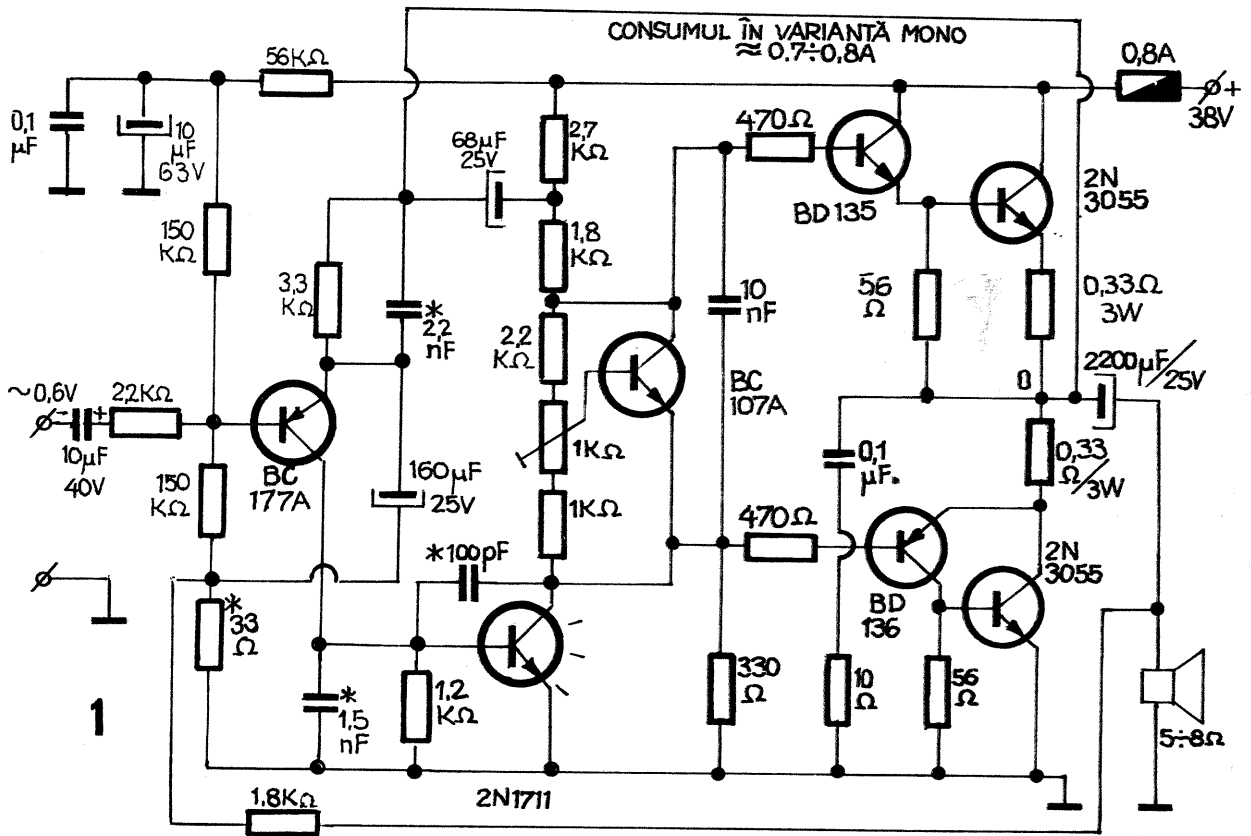 CONSUMUL ÎN VARIANTĂ MONO
≈ 0.7÷0,8A
56KΩ
0,8A
+
38V
0,1
μF
10
μF
63V
68μF
25V
2,7
KΩ
470Ω
BD 135
2N
3055
150
KΩ
1,8
KΩ
3,3
KΩ
*
2,2
nF
2,2
KΩ
10
nF
56
Ω
0,33Ω
3W
~0,6V
- +
22KΩ
10μF
40V
BC
177A
BC
107A
0
2200μF/
25V
150
KΩ
160μF
25V
1KΩ
1KΩ
0,1
μF.
0,33
Ω/3W
470Ω
*100pF
BD
136
2N
3055
*
33
Ω
1
*
1,5
nF
1,2
KΩ
330
Ω
10
Ω
56
Ω
5÷8Ω
2N1711
1.8KΩ